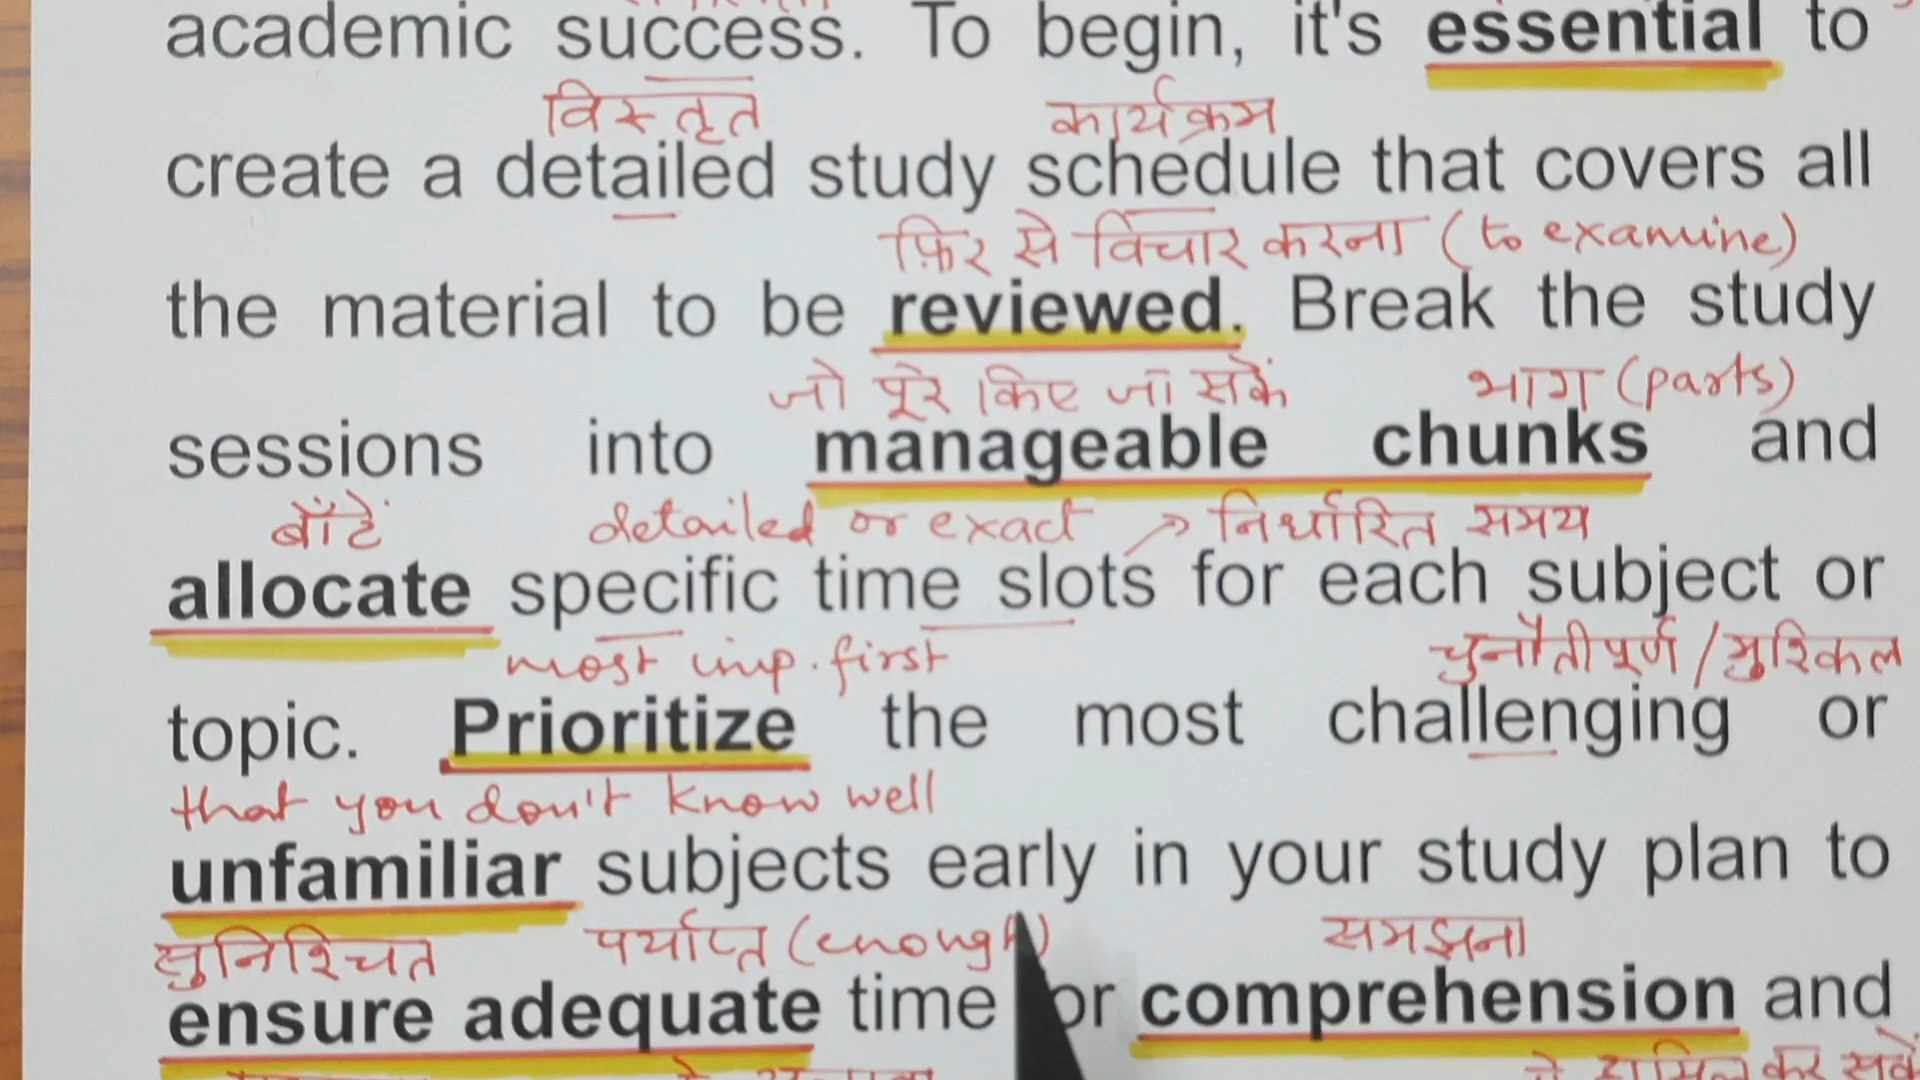 academic success. To begin, it's essential to
विस्तृत कार्यक्रम
create a detailed study schedule that covers all
फ़िर से विचार करना (to examine)
the material to be reviewed. Break the study
जो पूरे किए जा सकें भाग (parts)
sessions into manageable chunks and
बाँटें detailed or exact → निर्धारित समय
allocate specific time slots for each subject or
most imp. first चुनौतीपूर्ण / मुश्किल
topic. Prioritize the most challenging or
that you don't know well
unfamiliar subjects early in your study plan to
सुनिश्चित पर्याप्त (enough) समझना
ensure adequate time for comprehension and